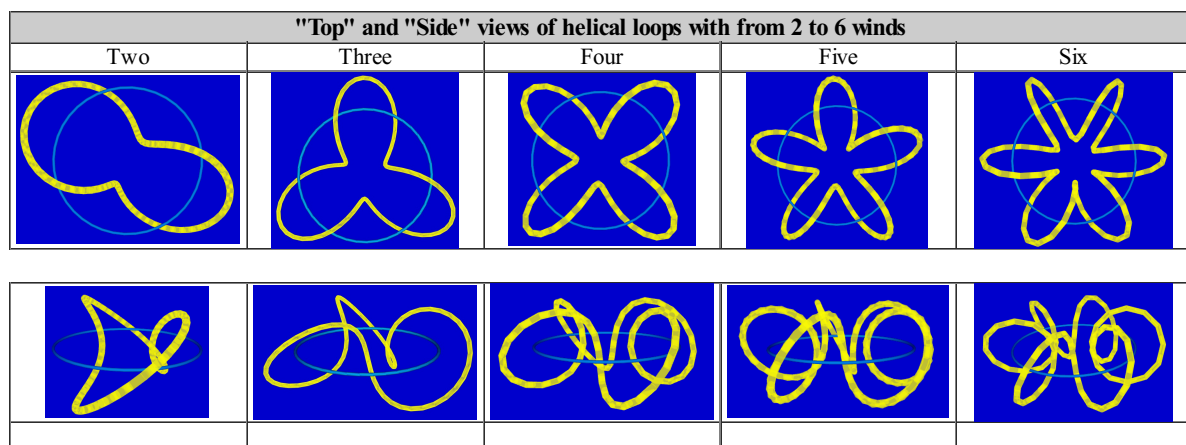 "Top" and "Side" views of helical loops with from 2 to 6 winds
Two Three Four Five Six